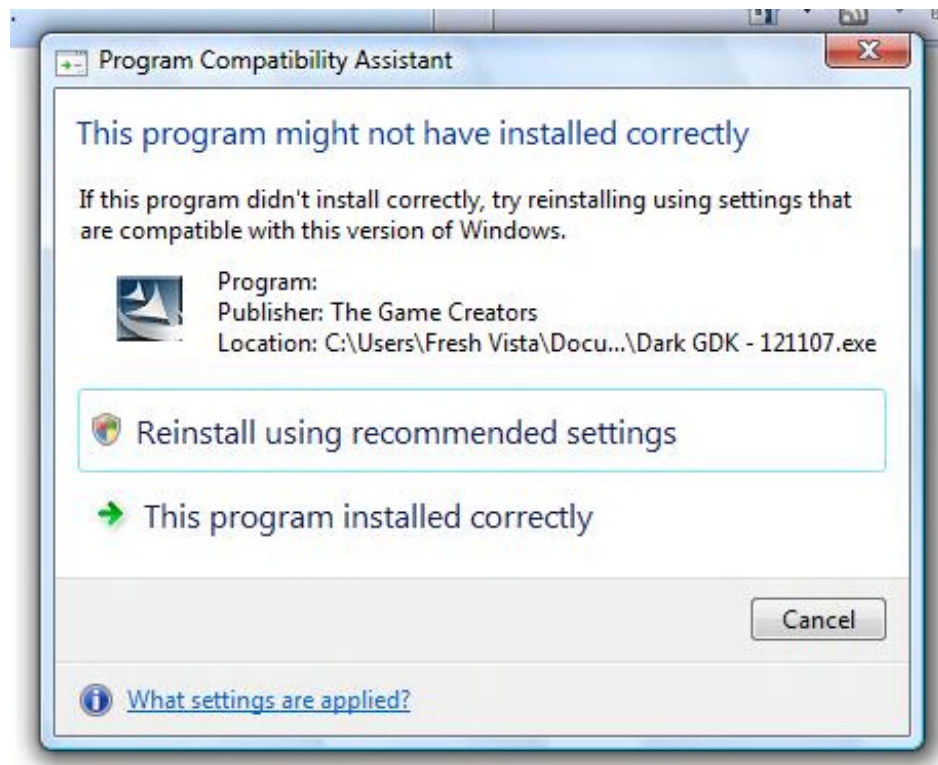 Program Compatibility Assistant
This program might not have installed correctly
If this program didn't install correctly, try reinstalling using settings that
are compatible with this version of Windows.
Program:
Publisher: The Game Creators
Location: C:\Users\Fresh Vista\Docu...\Dark GDK - 121107.exe
Reinstall using recommended settings
This program installed correctly
Cancel
What settings are applied?